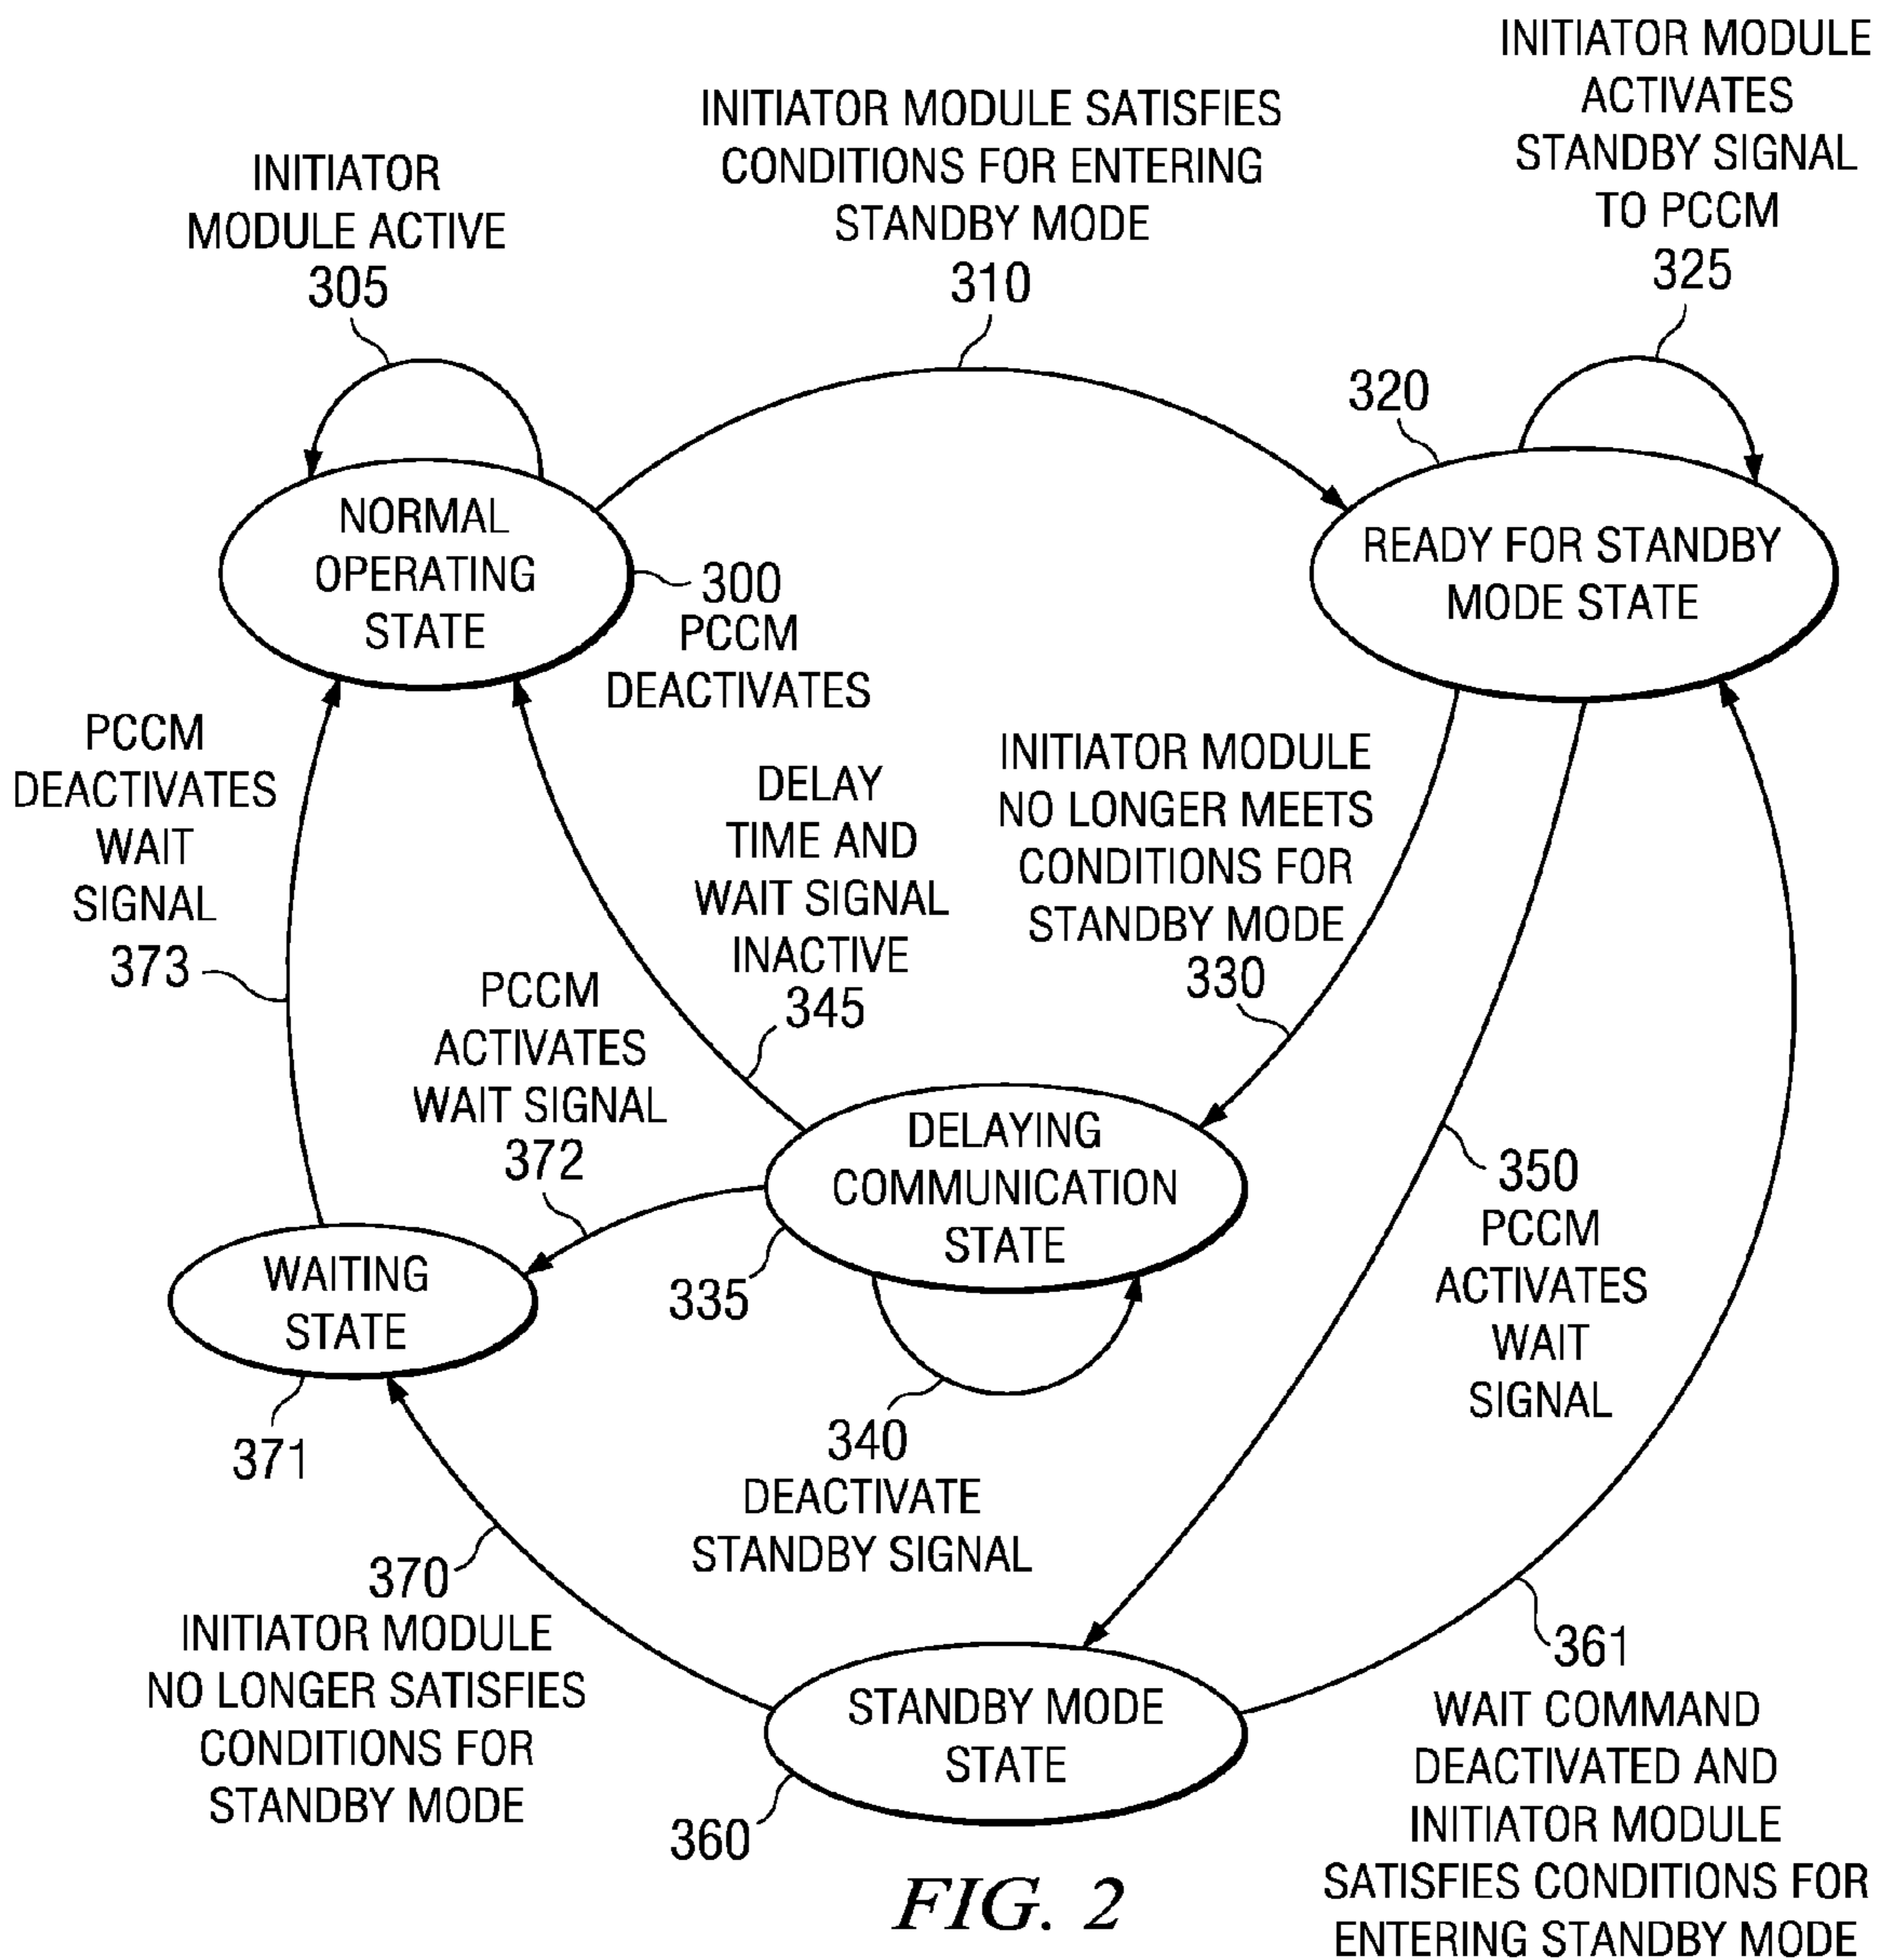 INITIATOR
MODULE ACTIVE
305
INITIATOR MODULE SATISFIES
CONDITIONS FOR ENTERING
STANDBY MODE
310
INITIATOR MODULE
ACTIVATES
STANDBY SIGNAL
TO PCCM
325
320
NORMAL
OPERATING
STATE
300
PCCM
DEACTIVATES
READY FOR STANDBY
MODE STATE
PCCM
DEACTIVATES
WAIT
SIGNAL
373
DELAY
TIME AND
WAIT SIGNAL
INACTIVE
345
INITIATOR MODULE
NO LONGER MEETS
CONDITIONS FOR
STANDBY MODE
330
PCCM
ACTIVATES
WAIT SIGNAL
372
DELAYING
COMMUNICATION
STATE
335
350
PCCM
ACTIVATES
WAIT
SIGNAL
WAITING
STATE
371
340
DEACTIVATE
STANDBY SIGNAL
370
INITIATOR MODULE
NO LONGER SATISFIES
CONDITIONS FOR
STANDBY MODE
STANDBY MODE
STATE
360
361
WAIT COMMAND
DEACTIVATED AND
INITIATOR MODULE
SATISFIES CONDITIONS FOR
ENTERING STANDBY MODE
FIG. 2